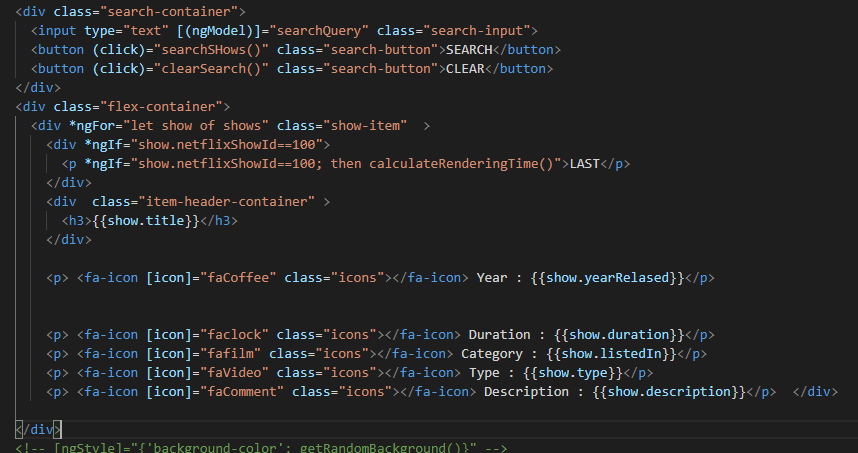 <div class="search-container">
<input type="text" [(ngModel)]="searchQuery" class="search-input">
<button (click)="searchSHows()" class="search-button">SEARCH</button>
<button (click)="clearSearch()" class="search-button">CLEAR</button>
</div>
<div class="flex-container">
<div *ngFor="let show of shows" class="show-item"  >
<div *ngIf="show.netflixShowId==100">
<p *ngIf="show.netflixShowId==100; then calculateRenderingTime()">LAST</p>
</div>
<div  class="item-header-container" >
<h3>{{show.title}}</h3>
</div>
<p> <fa-icon [icon]="faCoffee" class="icons"></fa-icon> Year : {{show.yearRelased}}</p>
<p> <fa-icon [icon]="faclock" class="icons"></fa-icon> Duration : {{show.duration}}</p>
<p> <fa-icon [icon]="fafilm" class="icons"></fa-icon> Category : {{show.listedIn}}</p>
<p> <fa-icon [icon]="faVideo" class="icons"></fa-icon> Type : {{show.type}}</p>
<p> <fa-icon [icon]="faComment" class="icons"></fa-icon> Description : {{show.description}}</p>  </div>
</div>
<!-- [ngStyle]="{'background-color': getRandomBackground()}" -->